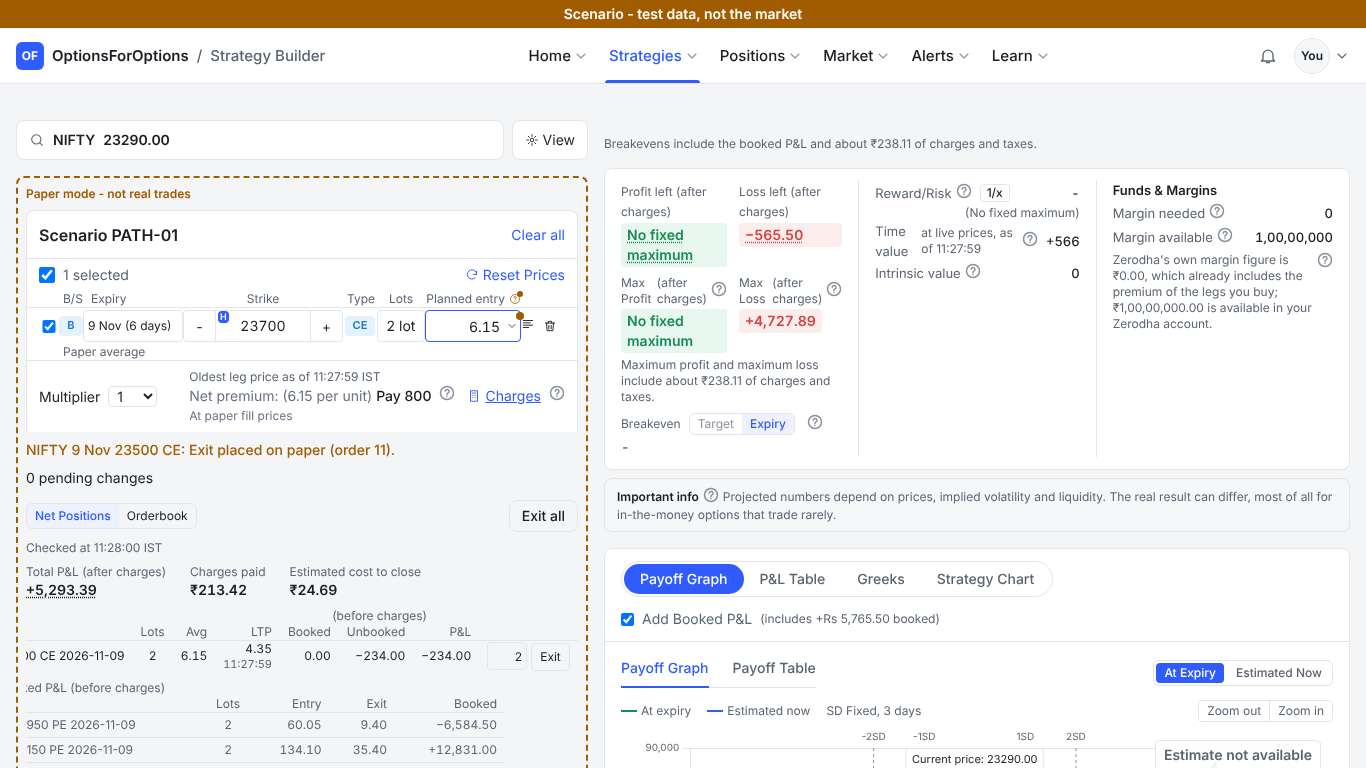 Scenario - test data, not the market
OF OptionsForOptions / Strategy Builder
Home Strategies Positions Market Alerts Learn You
NIFTY 23290.00
View
Breakevens include the booked P&L and about ₹238.11 of charges and taxes.
Paper mode - not real trades
Scenario PATH-01
Clear all
1 selected
Reset Prices
B/S Expiry Strike Type Lots Planned entry
B 9 Nov (6 days) - H 23700 + CE 2 lot 6.15
Paper average
Multiplier 1
Oldest leg price as of 11:27:59 IST
Net premium: (6.15 per unit) Pay 800
Charges
At paper fill prices
NIFTY 9 Nov 23500 CE: Exit placed on paper (order 11).
0 pending changes
Net Positions Orderbook
Exit all
Checked at 11:28:00 IST
Total P&L (after charges) Charges paid Estimated cost to close
+5,293.39 ₹213.42 ₹24.69
(before charges)
Lots Avg LTP Booked Unbooked P&L
0 CE 2026-11-09 2 6.15 4.35 0.00 −234.00 −234.00 2 Exit
11:27:59
ed P&L (before charges)
Lots Entry Exit Booked
950 PE 2026-11-09 2 60.05 9.40 −6,584.50
150 PE 2026-11-09 2 134.10 35.40 +12,831.00
Profit left (after charges)
No fixed maximum
Loss left (after charges)
−565.50
Max Profit (after charges)
No fixed maximum
Max Loss (after charges)
+4,727.89
Maximum profit and maximum loss
include about ₹238.11 of charges and
taxes.
Breakeven Target Expiry
-
Reward/Risk 1/x -
(No fixed maximum)
Time value at live prices, as of 11:27:59 +566
Intrinsic value 0
Funds & Margins
Margin needed 0
Margin available 1,00,00,000
Zerodha's own margin figure is
₹0.00, which already includes the
premium of the legs you buy;
₹1,00,00,000.00 is available in your
Zerodha account.
Important info Projected numbers depend on prices, implied volatility and liquidity. The real result can differ, most of all for
in-the-money options that trade rarely.
Payoff Graph P&L Table Greeks Strategy Chart
Add Booked P&L (includes +Rs 5,765.50 booked)
Payoff Graph Payoff Table
At Expiry Estimated Now
At expiry Estimated now SD Fixed, 3 days
Zoom out Zoom in
-2SD -1SD 1SD 2SD
90,000
Current price: 23290.00
Estimate not available